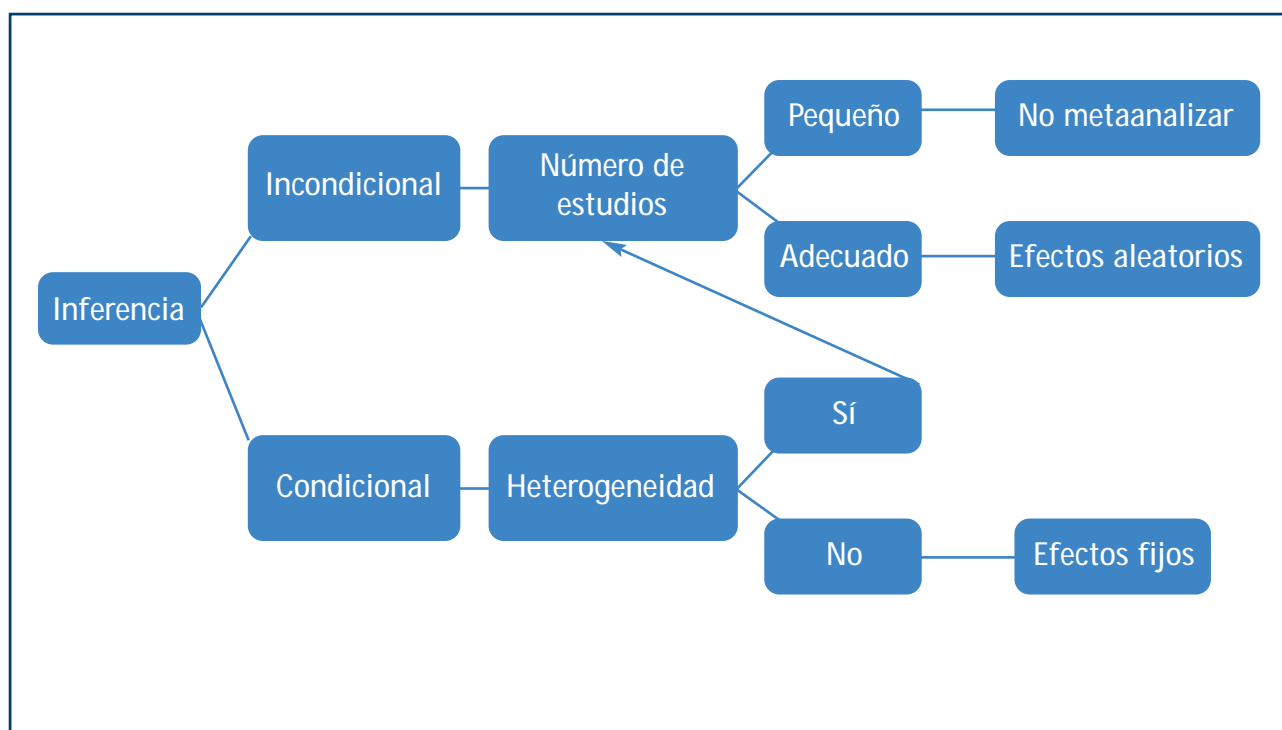 Pequeño
No metaanalizar
Incondicional
Número de
estudios
Adecuado
Efectos aleatorios
Inferencia
Sí
Condicional
Heterogeneidad
No
Efectos fijos